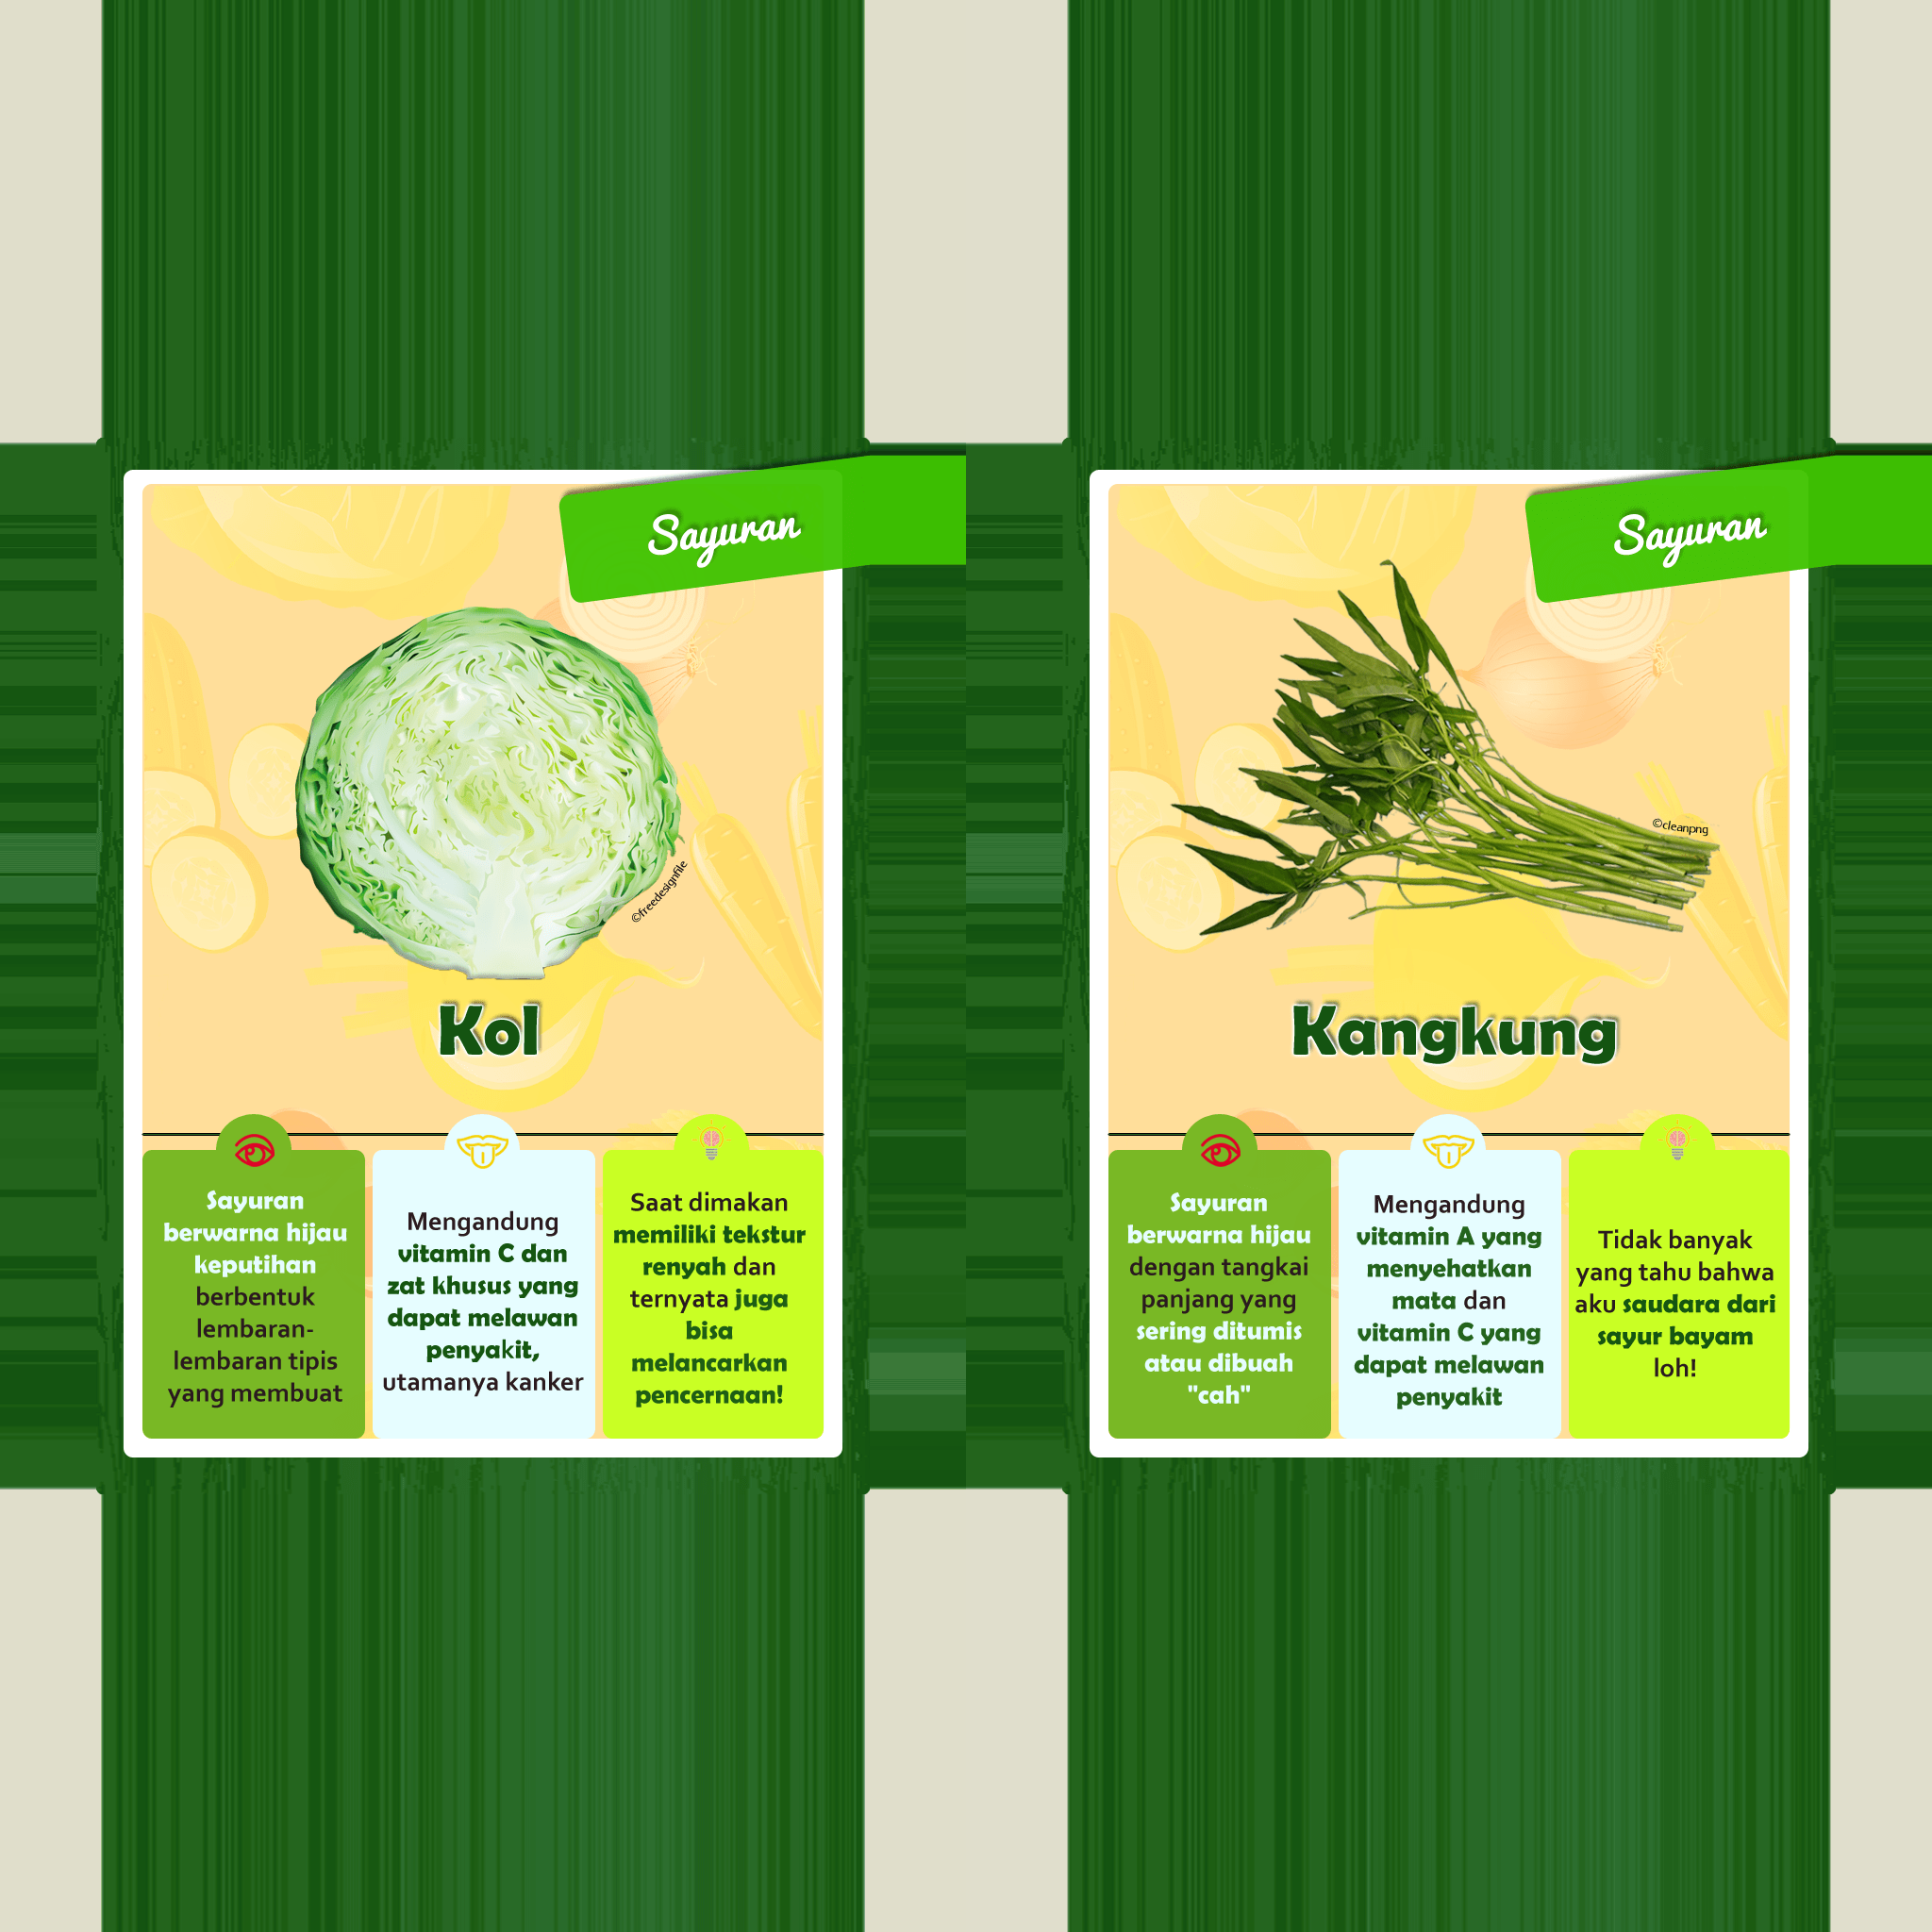 Sayuran
©freedesignfile
Kol
Sayuran
berwarna hijau
keputihan
berbentuk
lembaran-
lembaran tipis
yang membuat
Mengandung
vitamin C dan
zat khusus yang
dapat melawan
penyakit,
utamanya kanker
Saat dimakan
memiliki tekstur
renyah dan
ternyata juga
bisa
melancarkan
pencernaan!
Sayuran
©cleanpng
Kangkung
Sayuran
berwarna hijau
dengan tangkai
panjang yang
sering ditumis
atau dibuah
"cah"
Mengandung
vitamin A yang
menyehatkan
mata dan
vitamin C yang
dapat melawan
penyakit
Tidak banyak
yang tahu bahwa
aku saudara dari
sayur bayam
loh!